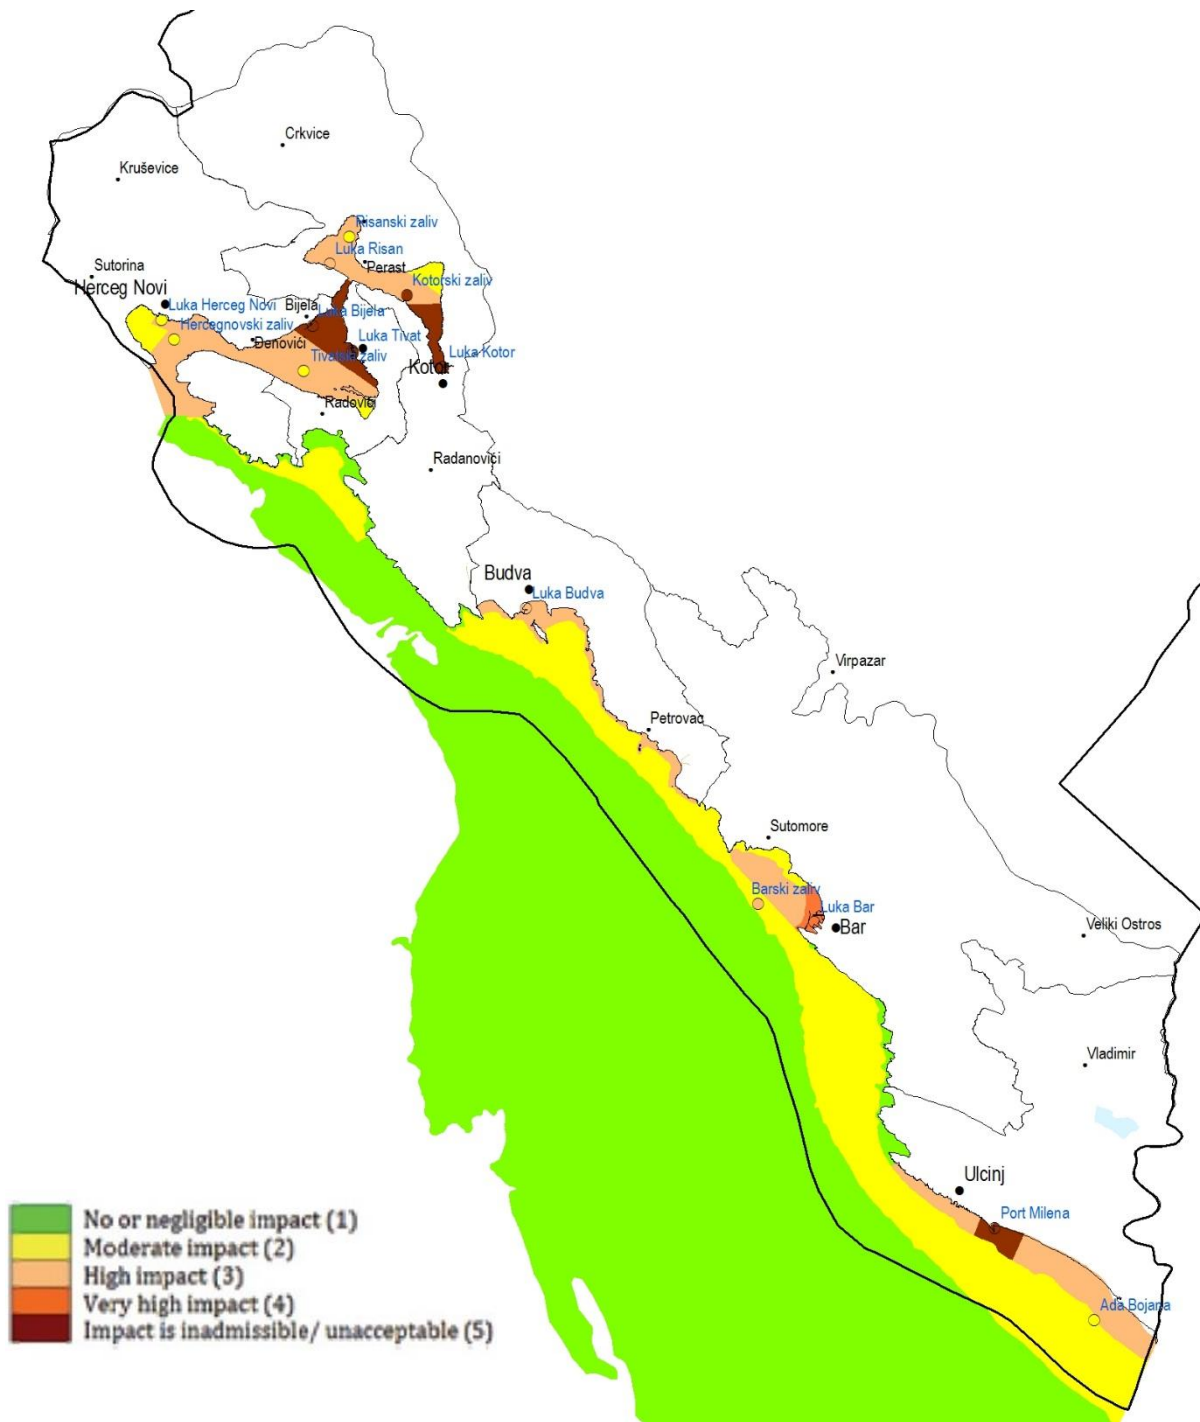 Crkvice
Kruševice
Risanski zaliv
Luka Risan
Perast
Sutorina
Herceg Novi
Kotorski zaliv
Luka Herceg Novi
Bijela
Luka Bijela
Hercegnovski zaliv
Đenovići
Luka Tivat
Tivatski zaliv
Luka Kotor
Kotor
Radovići
Radanovići
Budva
Luka Budva
Virpazar
Petrovac
Sutomore
Barski zaliv
Luka Bar
Bar
Veliki Ostros
Vladimir
Ulcinj
Port Milena
Ada Bojana
No or negligible impact (1)
Moderate impact (2)
High impact (3)
Very high impact (4)
Impact is inadmissible/ unacceptable (5)